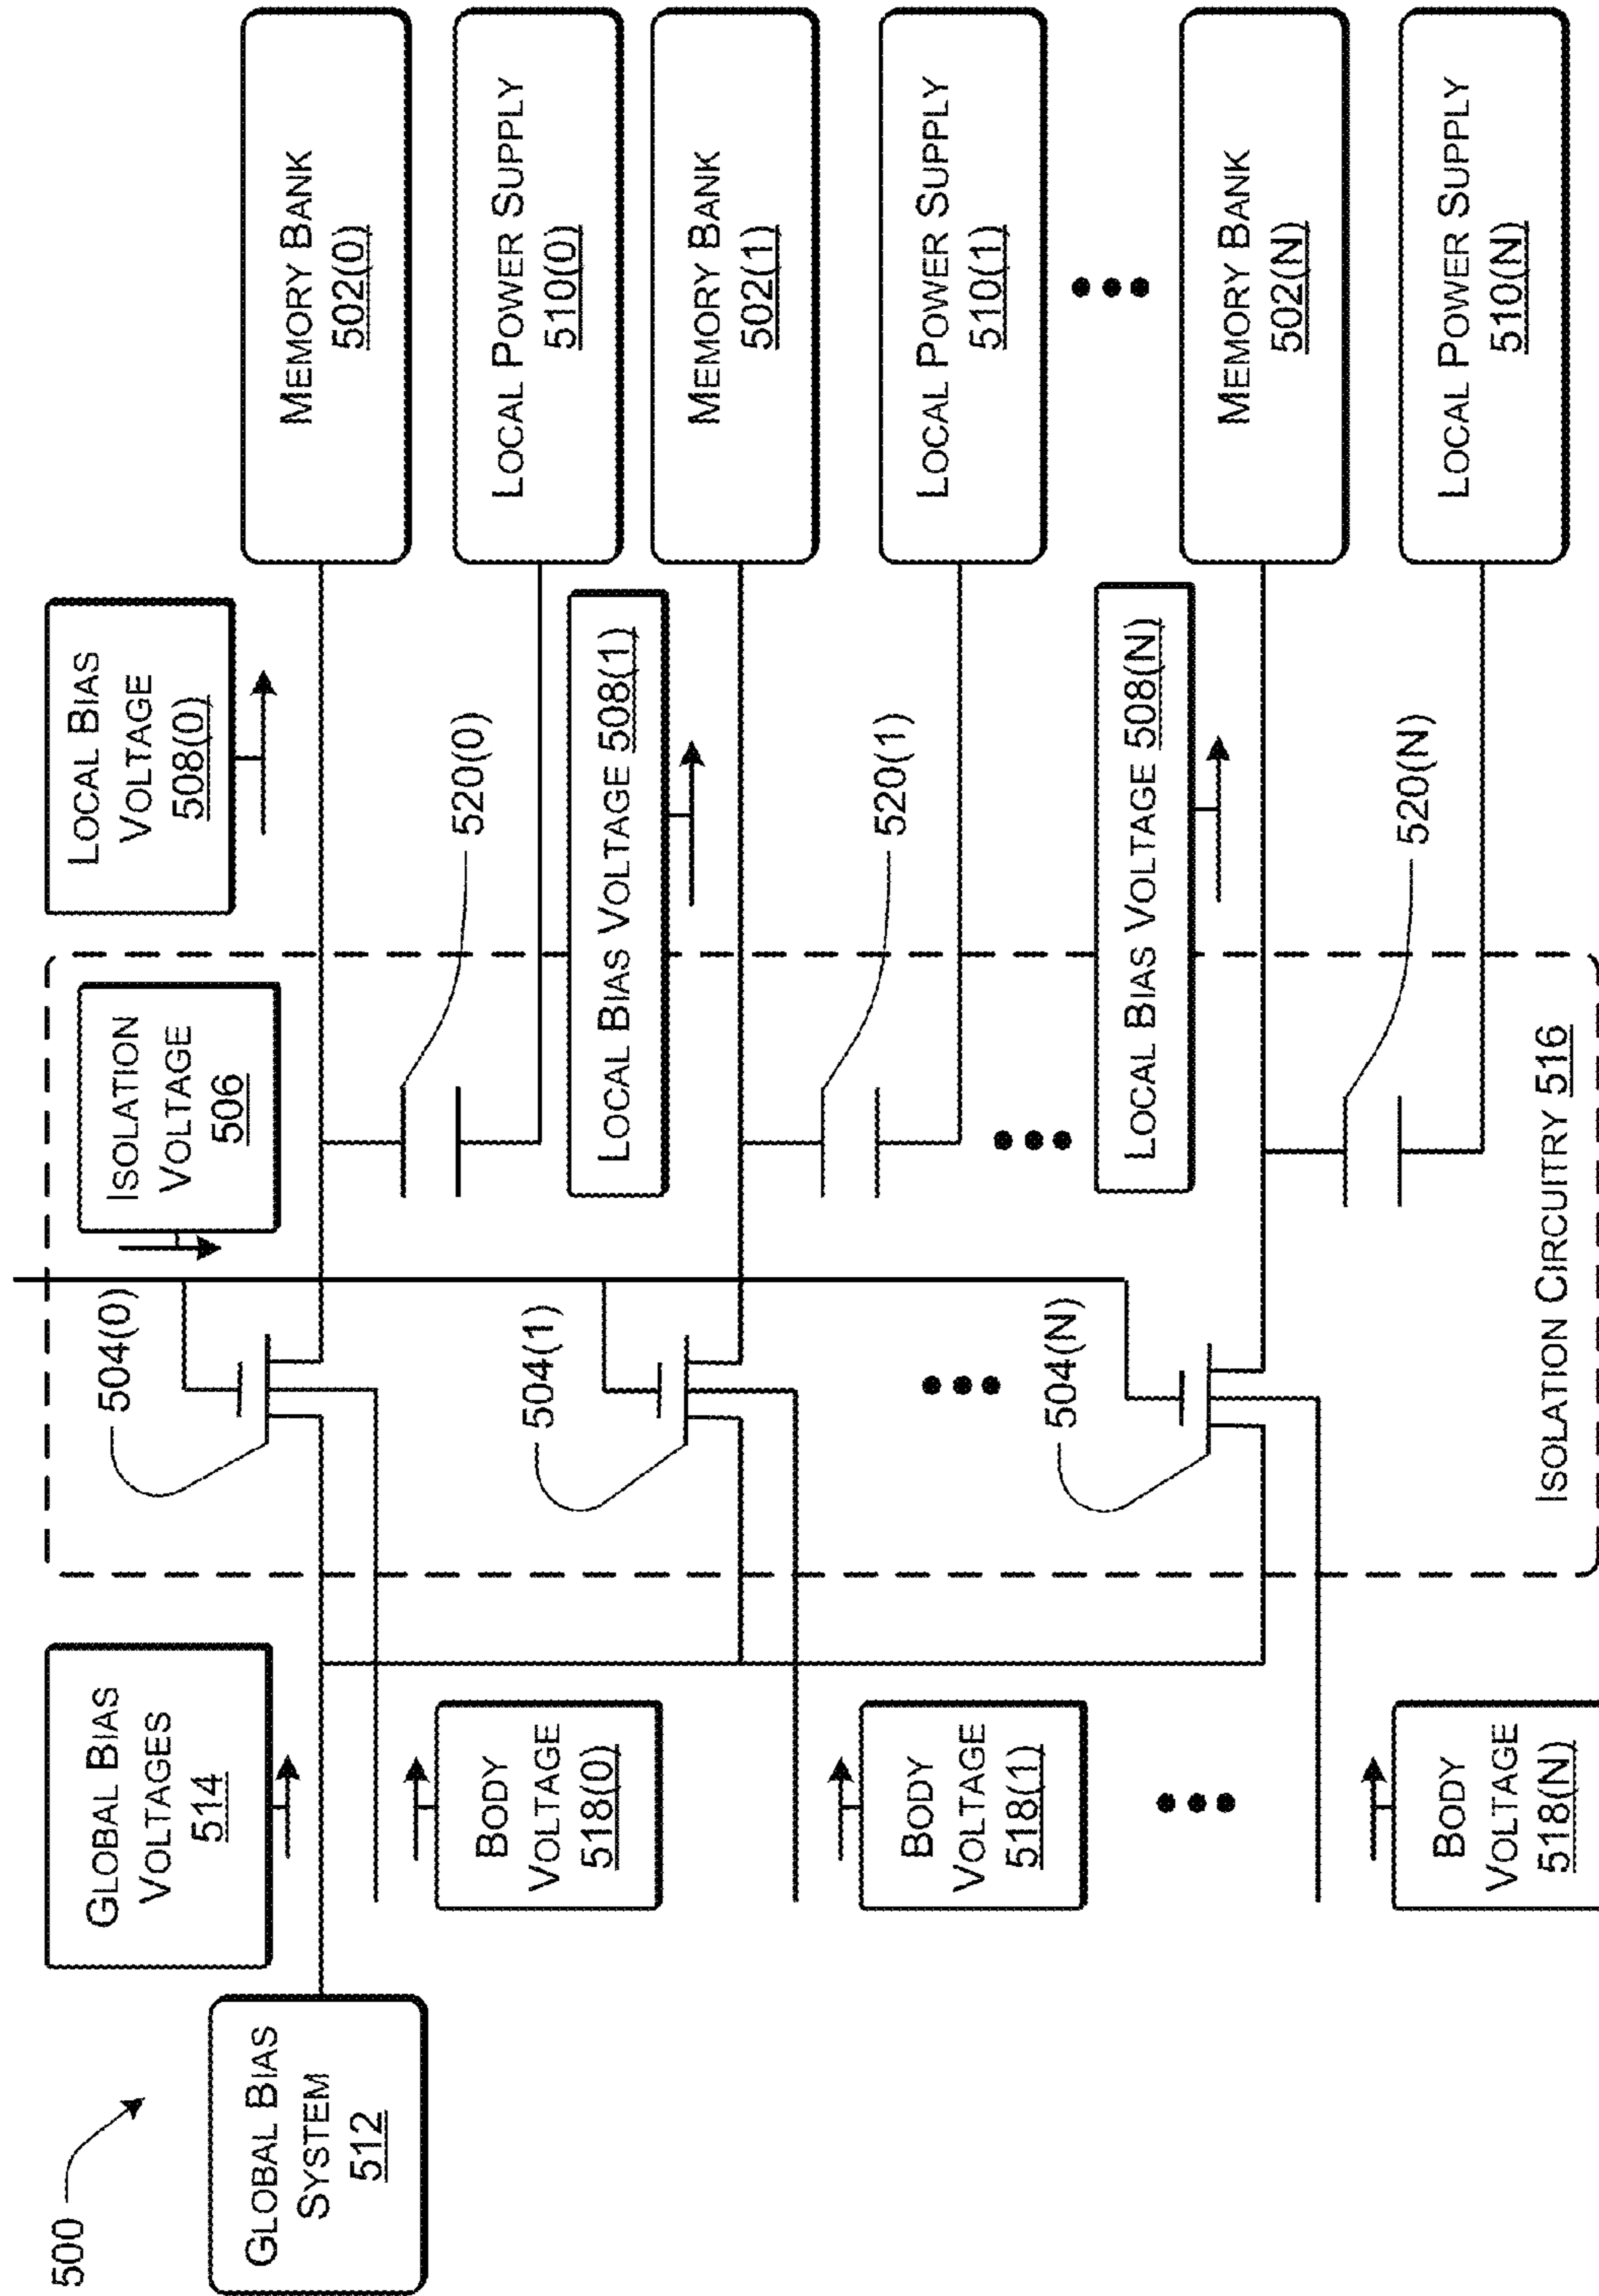 500
GLOBAL BIAS
SYSTEM
512
GLOBAL BIAS
VOLTAGES
514
BODY
VOLTAGE
518(0)
BODY
VOLTAGE
518(1)
BODY
VOLTAGE
518(N)
504(0)
504(1)
504(N)
ISOLATION
VOLTAGE
506
ISOLATION CIRCUITRY 516
LOCAL BIAS
VOLTAGE
508(0)
520(0)
LOCAL BIAS VOLTAGE 508(1)
520(1)
LOCAL BIAS VOLTAGE 508(N)
520(N)
MEMORY BANK
502(0)
LOCAL POWER SUPPLY
510(0)
MEMORY BANK
502(1)
LOCAL POWER SUPPLY
510(1)
MEMORY BANK
502(N)
LOCAL POWER SUPPLY
510(N)